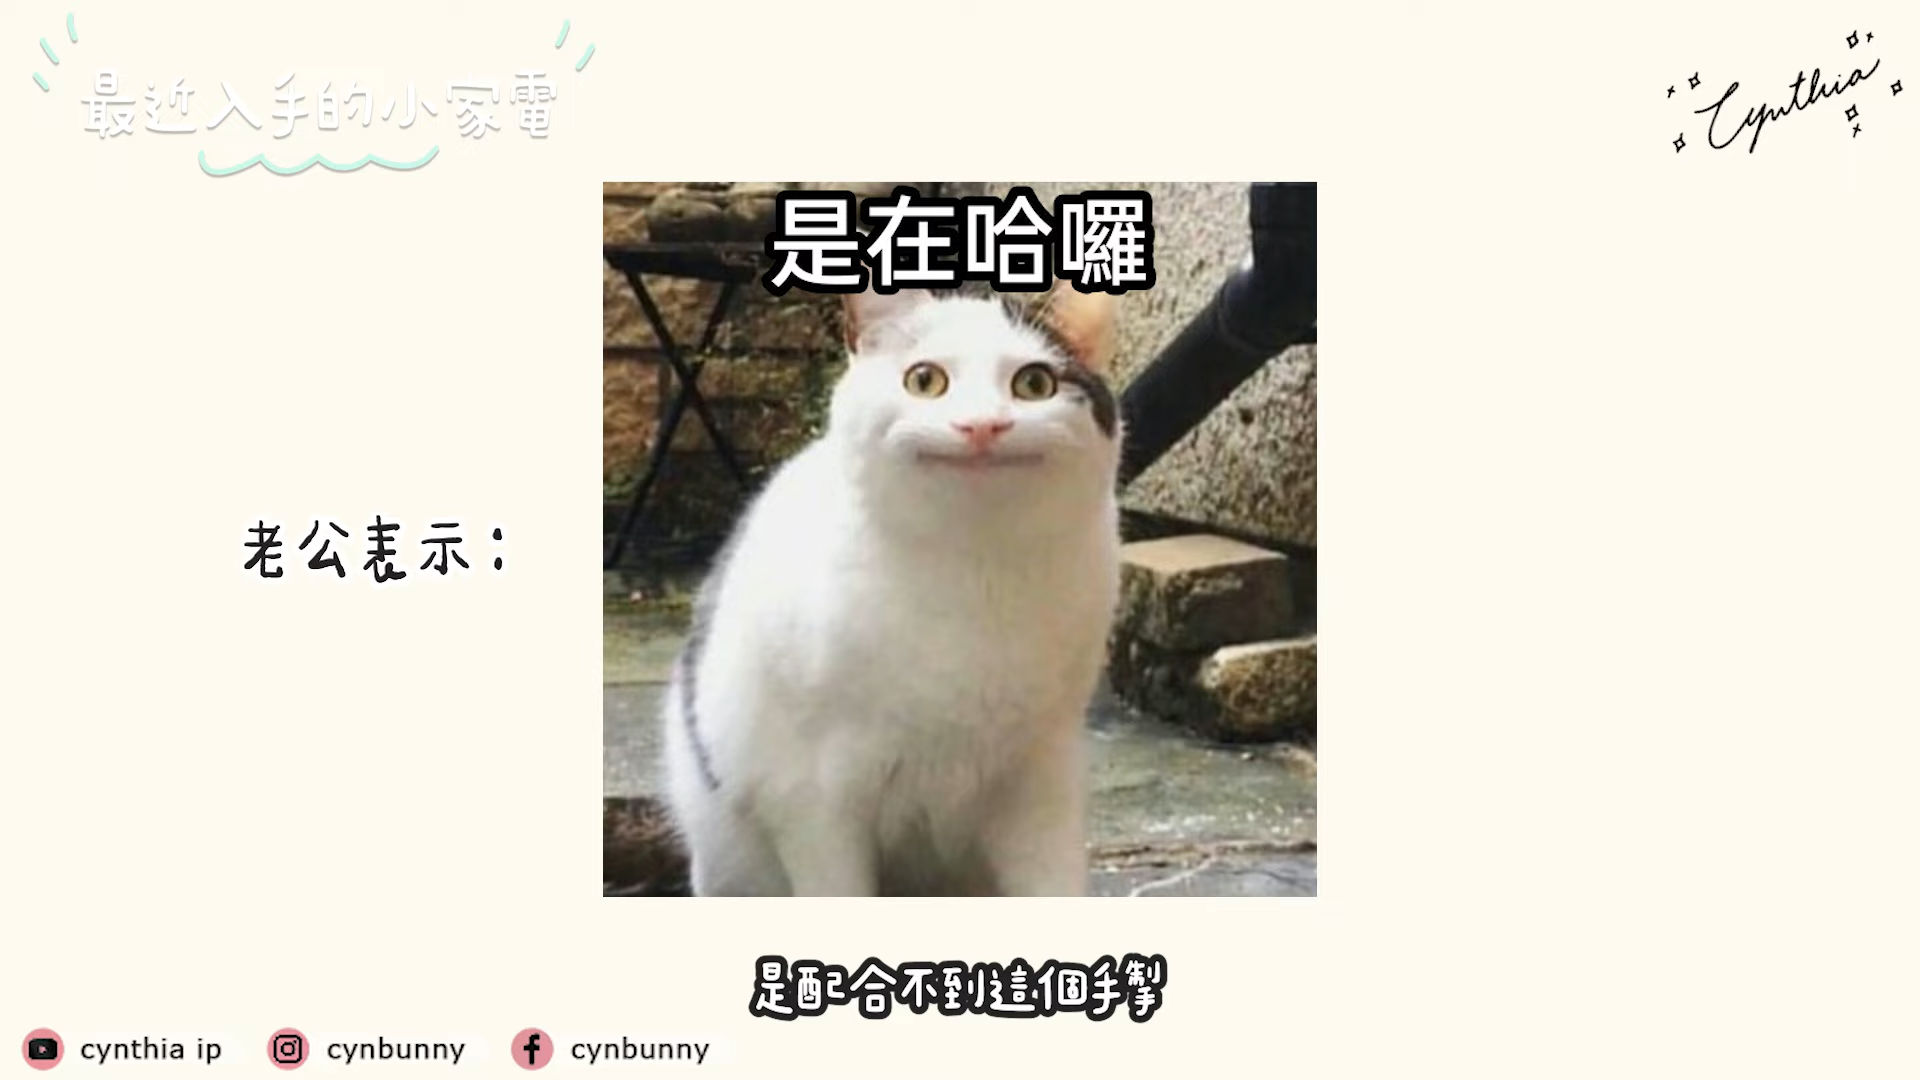 最近入手的小家電
Cynthia
是在哈囉
老公表示：
是配合不到這個手掣
cynthia ip
cynbunny
cynbunny